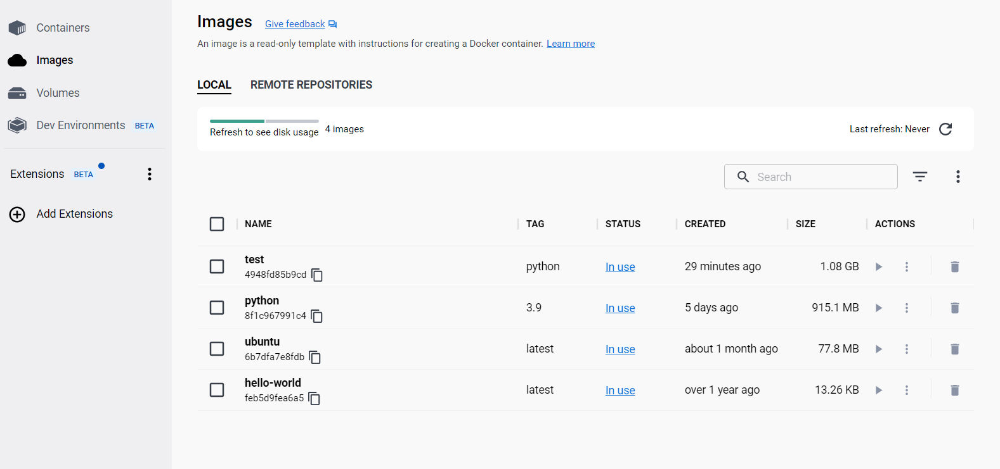 Containers
Images
Volumes
Dev Environments BETA
Extensions BETA
Add Extensions
Images Give feedback
An image is a read-only template with instructions for creating a Docker container. Learn more
LOCAL REMOTE REPOSITORIES
Refresh to see disk usage 4 images Last refresh: Never
Search
NAME TAG STATUS CREATED SIZE ACTIONS
test
4948fd85b9cd python In use 29 minutes ago 1.08 GB
python
8f1c967991c4 3.9 In use 5 days ago 915.1 MB
ubuntu
6b7dfa7e8fdb latest In use about 1 month ago 77.8 MB
hello-world
feb5d9fea6a5 latest In use over 1 year ago 13.26 KB